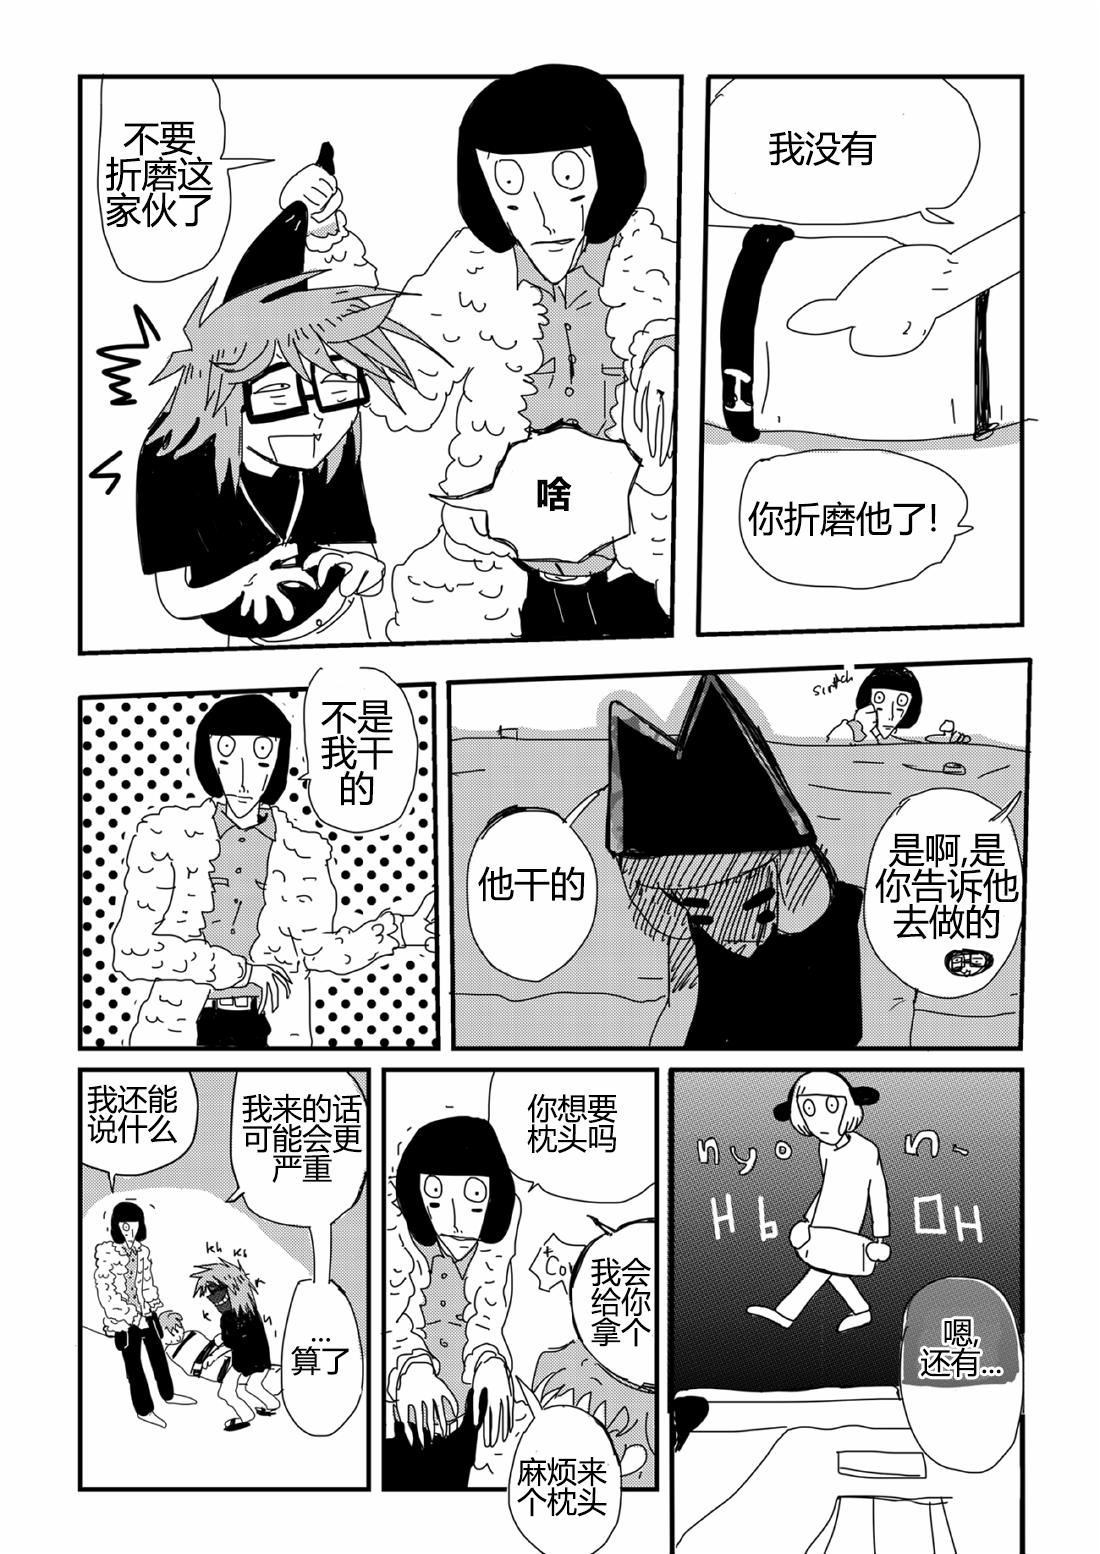 不要
折磨这
家伙了
啥
我没有
你折磨他了!
不是
我干
的
scritch
他干的
是啊,是
你告诉他
去做的
我还能
说什么
我来的话
可能会更
严重
kh kh
...
算了
你想要
枕头吗
我会
给你
拿个
麻烦来
个枕头
nyon-
嗯,
还有...